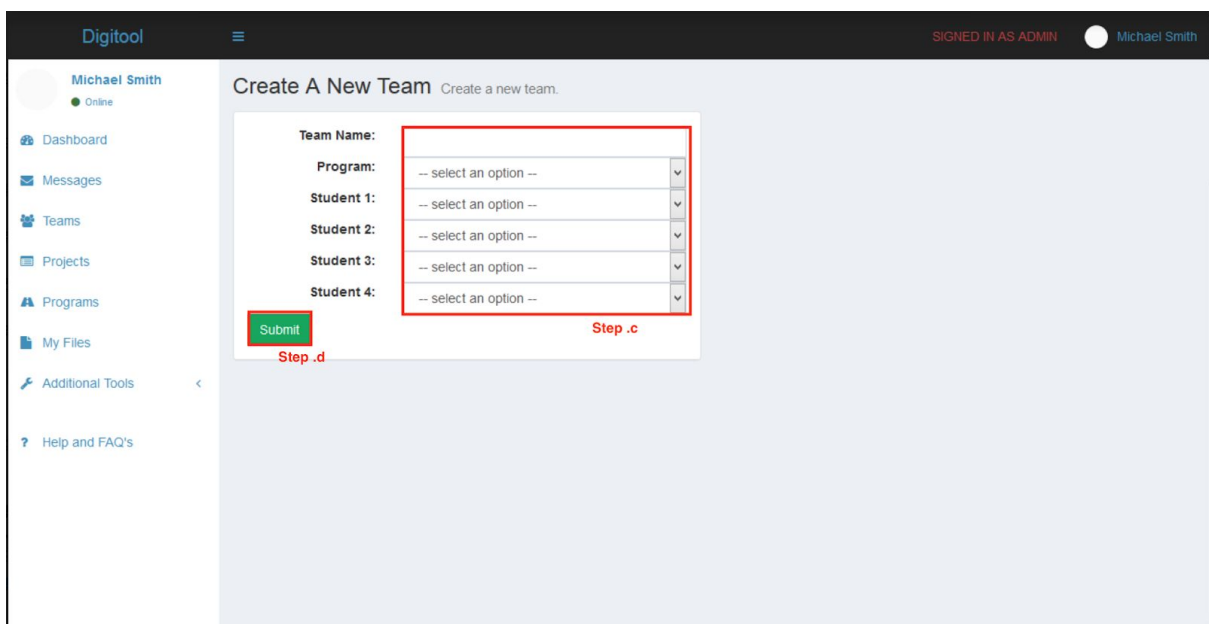 Digitool
SIGNED IN AS ADMIN
Michael Smith
Michael Smith
Online
Dashboard
Messages
Teams
Projects
Programs
My Files
Additional Tools
? Help and FAQ's
Create A New Team Create a new team.
Team Name:
Program: -- select an option --
Student 1: -- select an option --
Student 2: -- select an option --
Student 3: -- select an option --
Student 4: -- select an option --
Submit
Step .c
Step .d